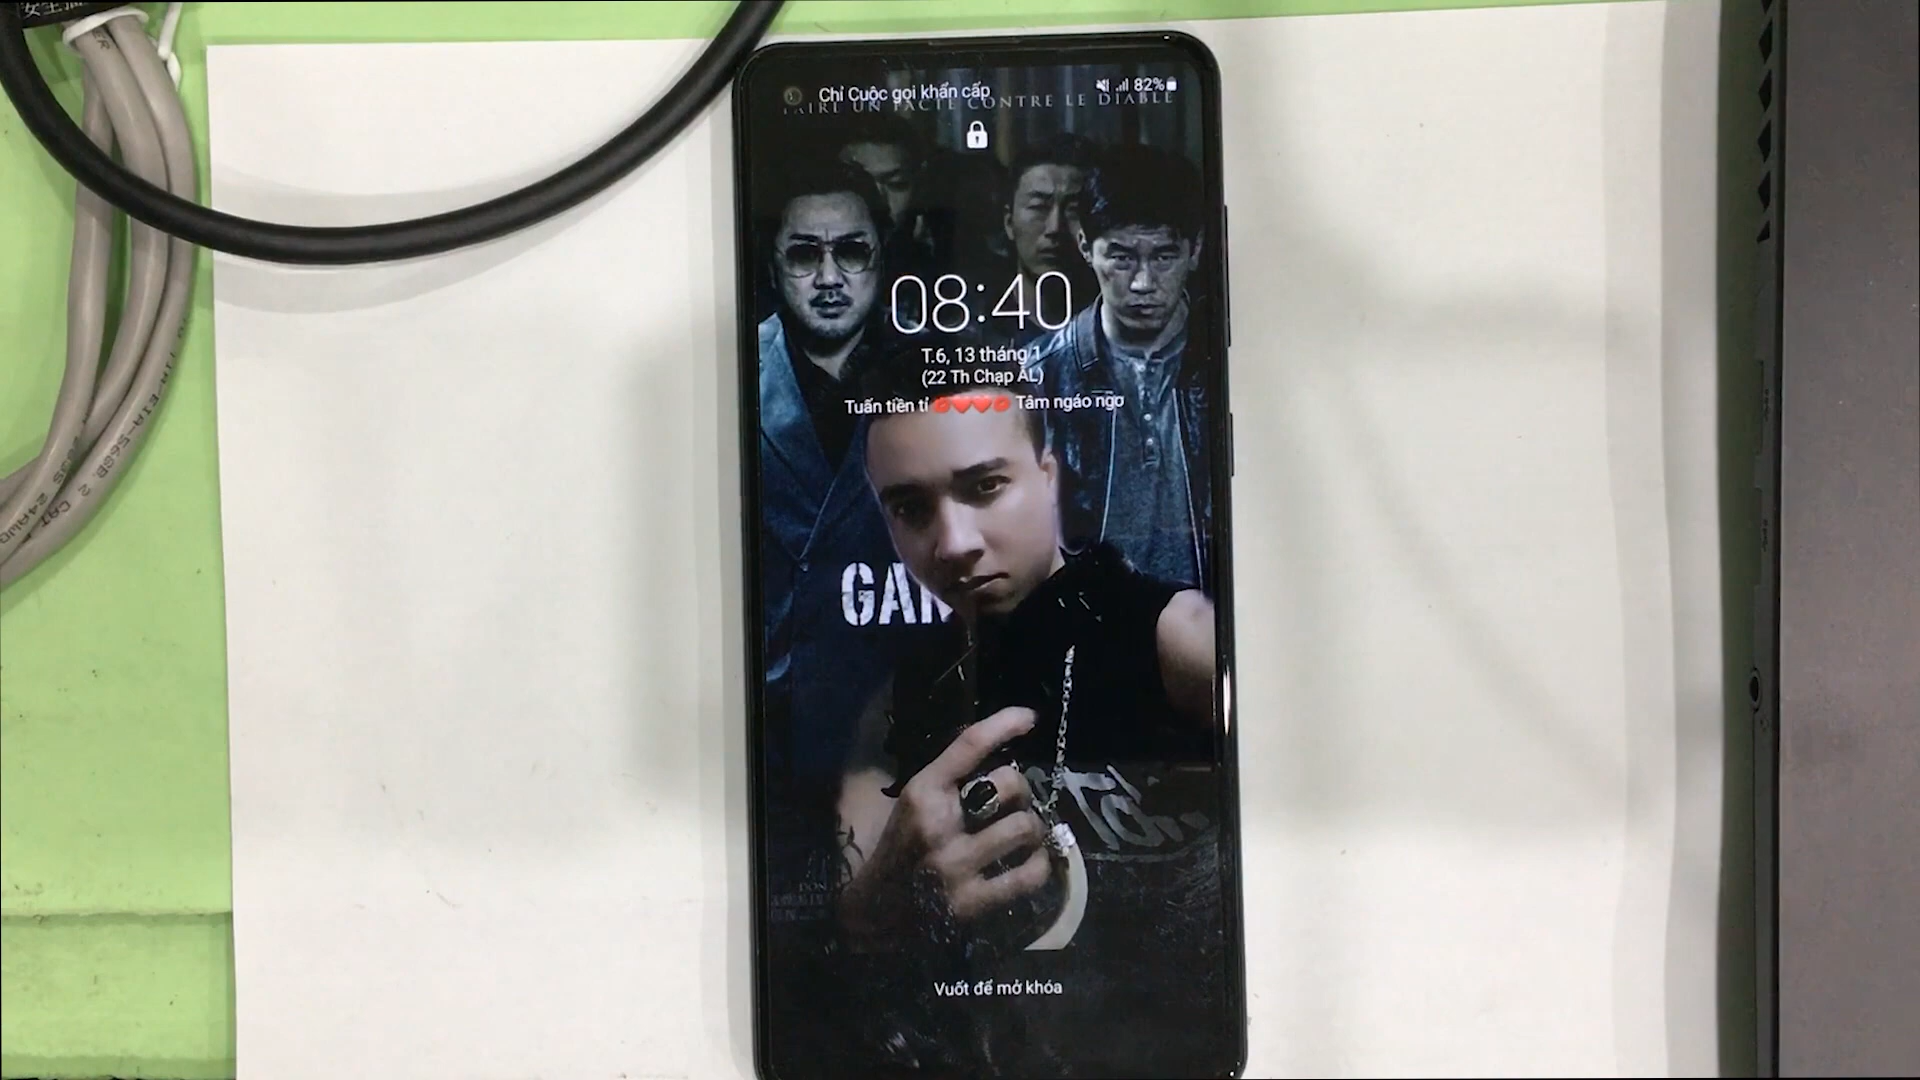 Chỉ Cuộc gọi khẩn cấp
82%
FAIRE UN PACTE CONTRE LE DIABLE
08:40
T.6, 13 tháng 1
(22 Th Chạp ÂL)
Tuấn tiền tỉ 💋❤️❤️💋 Tâm ngáo ngơ
GAN
Vuốt để mở khóa
CAT